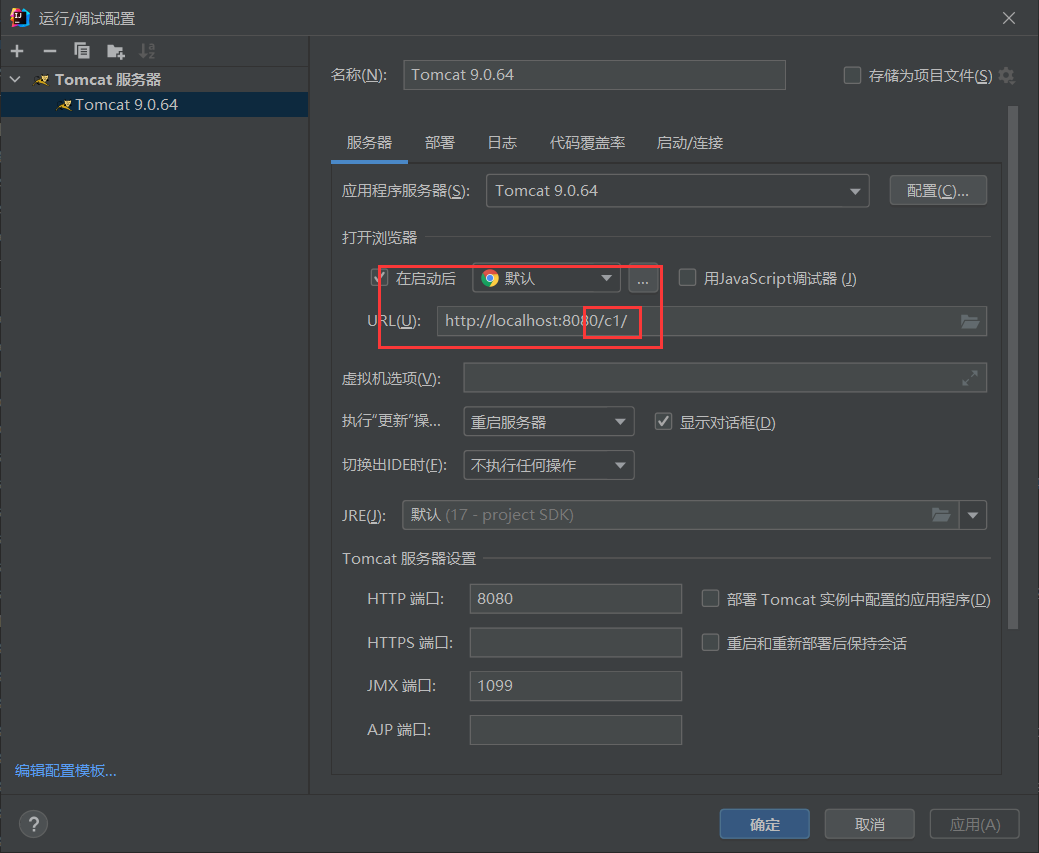 运行/调试配置
Tomcat 服务器
Tomcat 9.0.64
编辑配置模板...
名称(N):
Tomcat 9.0.64
存储为项目文件(S)
服务器 部署 日志 代码覆盖率 启动/连接
应用程序服务器(S): Tomcat 9.0.64 配置(C)...
打开浏览器
在启动后 默认 ... 用JavaScript调试器 (J)
URL(U): http://localhost:8080/c1/
虚拟机选项(V):
执行“更新”操... 重启服务器 显示对话框(D)
切换出IDE时(F): 不执行任何操作
JRE(J): 默认 (17 - project SDK)
Tomcat 服务器设置
HTTP 端口: 8080 部署 Tomcat 实例中配置的应用程序(D)
HTTPS 端口: 重启和重新部署后保持会话
JMX 端口: 1099
AJP 端口:
? 确定 取消 应用(A)